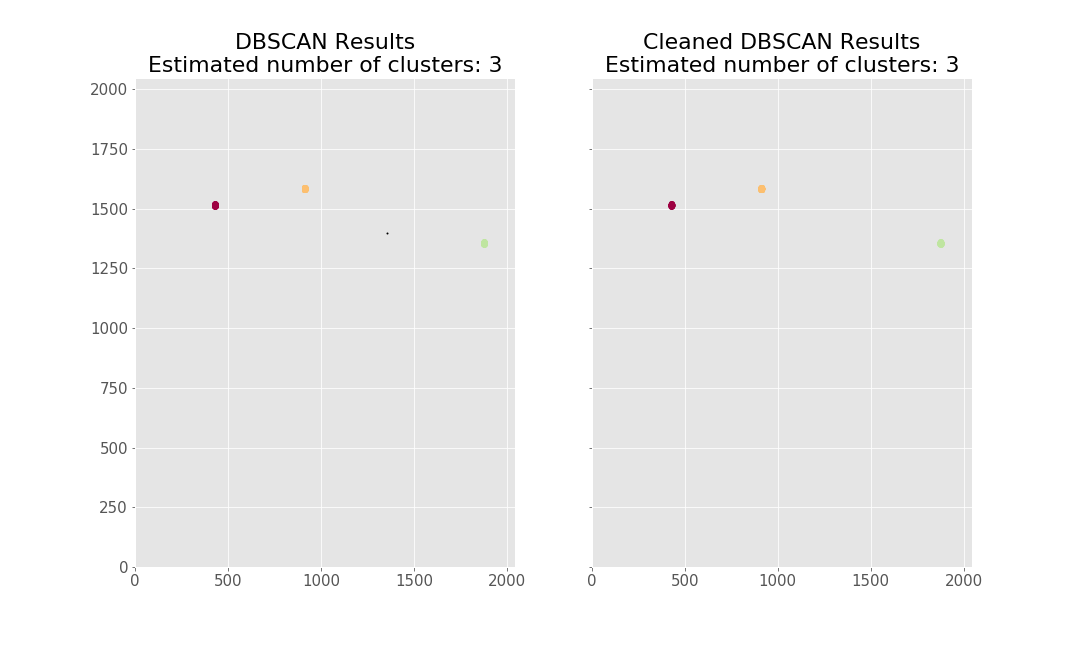 DBSCAN Results
Estimated number of clusters: 3
Cleaned DBSCAN Results
Estimated number of clusters: 3
2000
1750
1500
1250
1000
750
500
250
0
0 500 1000 1500 2000
0 500 1000 1500 2000